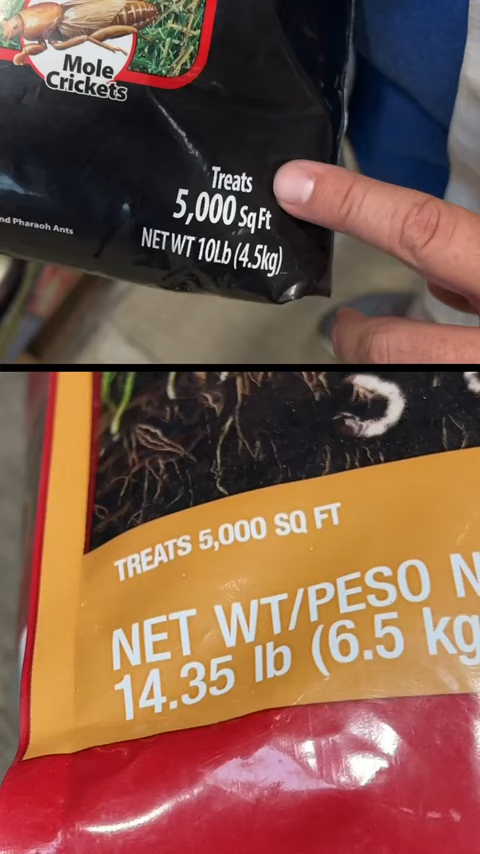 Mole
Crickets
Treats
5,000 Sq Ft
NET WT 10Lb (4.5kg)
nd Pharaoh Ants
TREATS 5,000 SQ FT
NET WT/PESO N
14.35 lb (6.5 kg